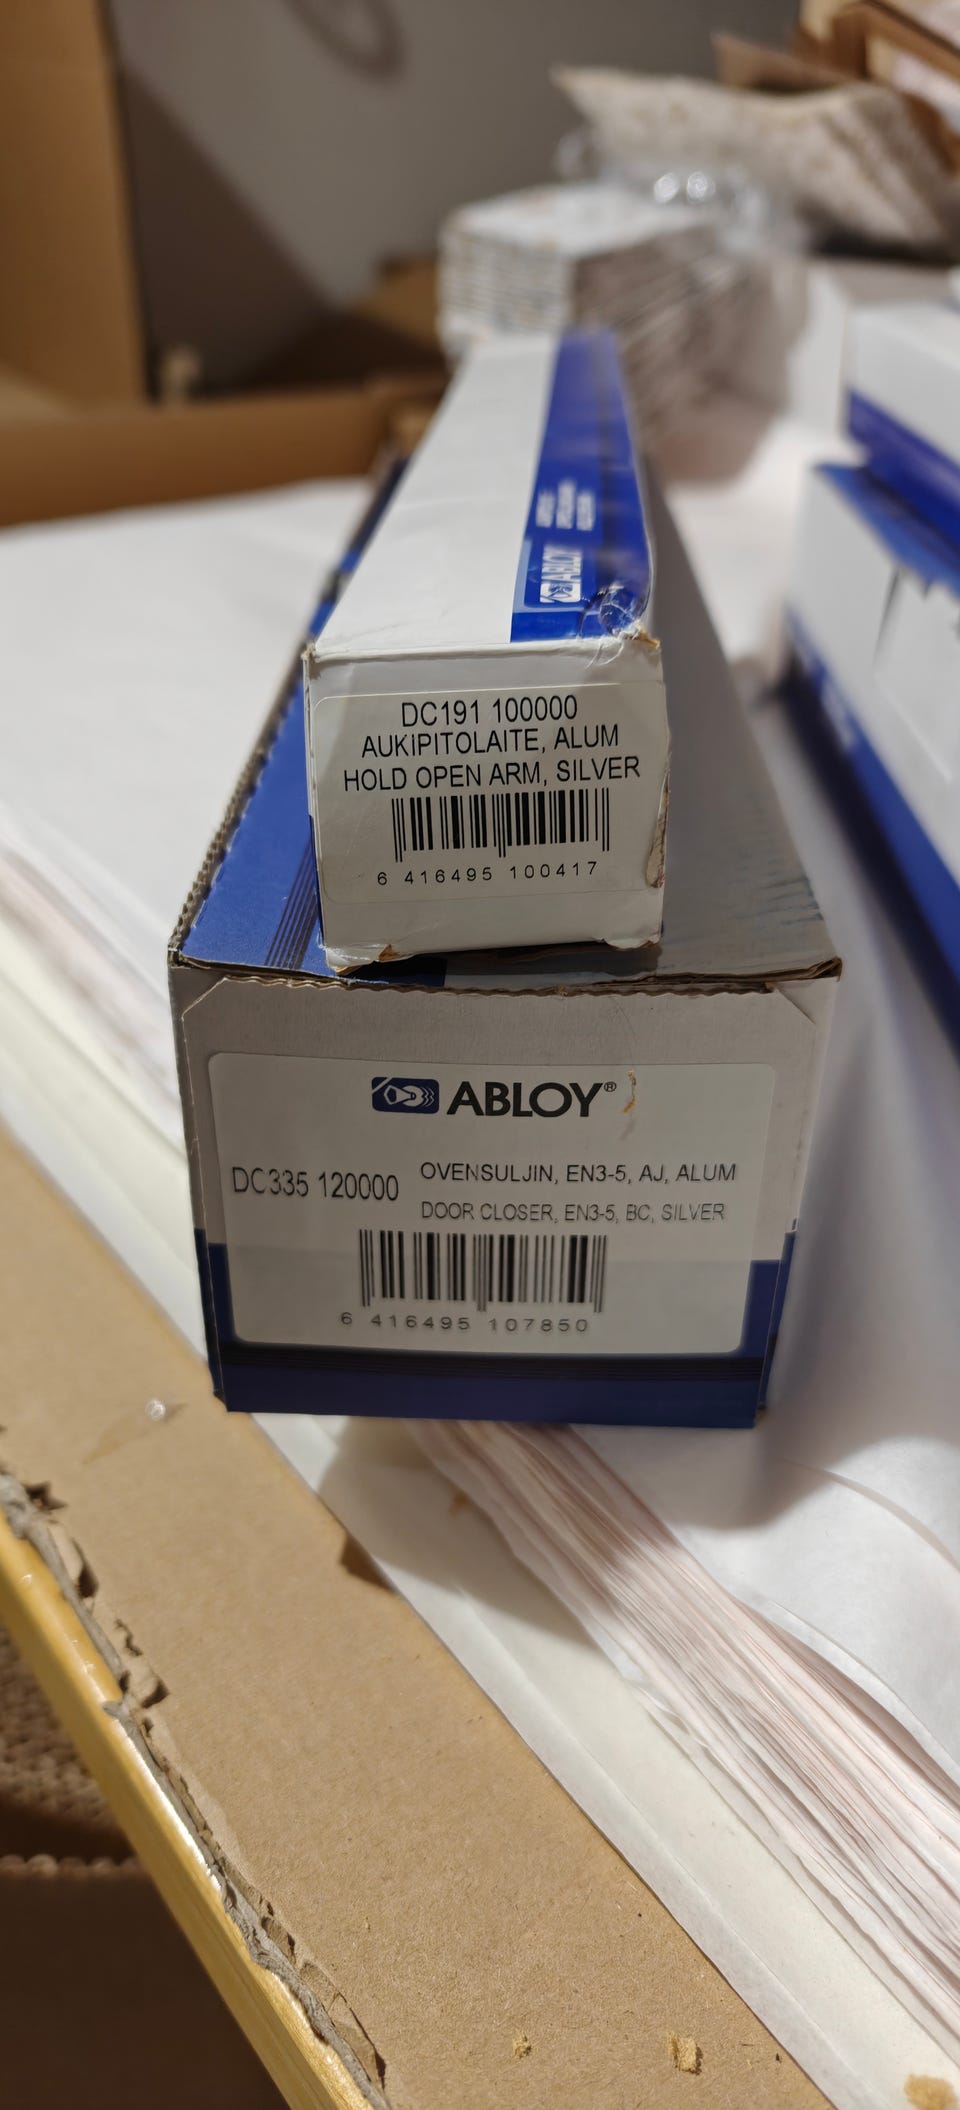 ABLOY
DC191 100000
AUKIPITOLAITE, ALUM
HOLD OPEN ARM, SILVER
6 416495 100417
ABLOY®
DC335 120000
OVENSULJIN, EN3-5, AJ, ALUM
DOOR CLOSER, EN3-5, BC, SILVER
6 416495 107850